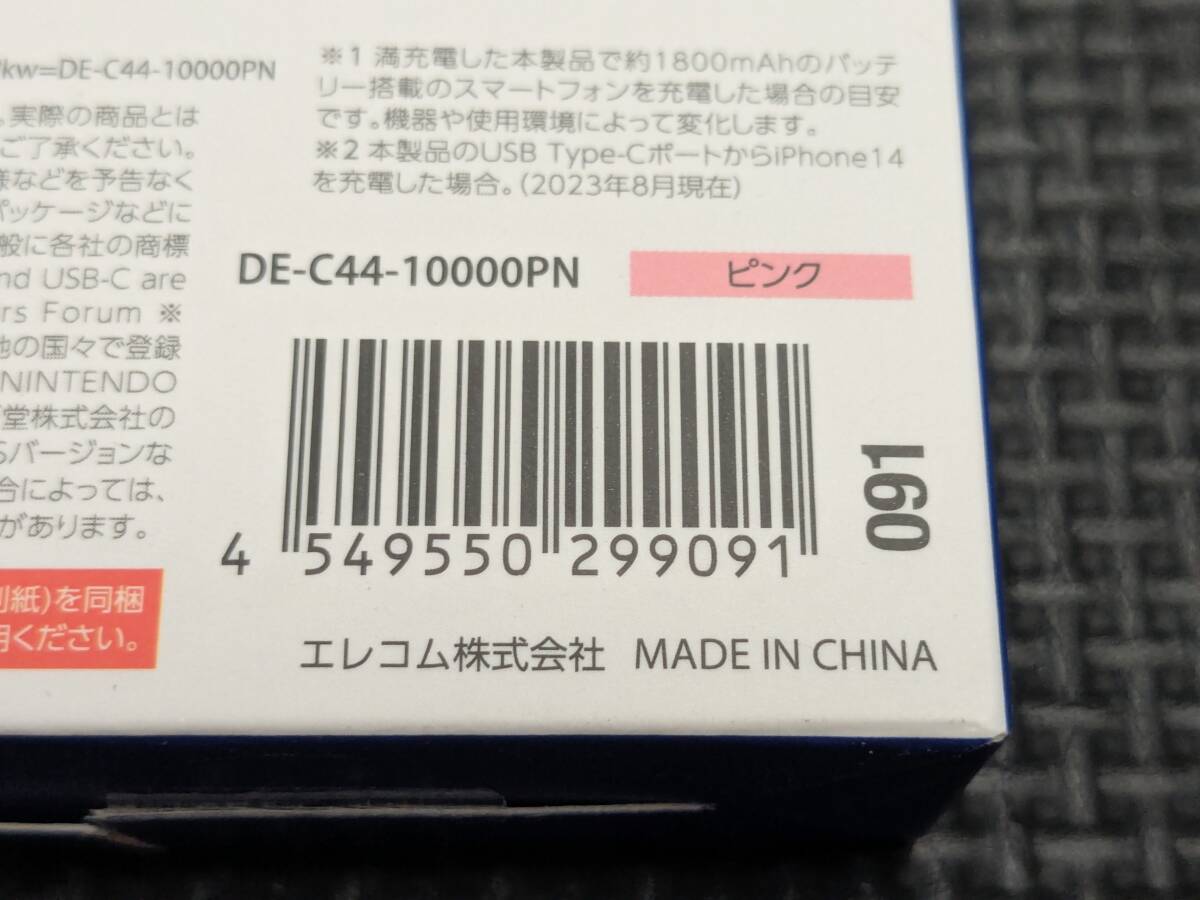 ?kw=DE-C44-10000PN
。実際の商品とは
ご了承ください。
様などを予告なく
パッケージなどに
般に各社の商標
nd USB-C are
rs Forum ※
他の国々で登録
NINTENDO
堂株式会社の
Sバージョンな
合によっては、
があります。
別紙)を同梱
用ください。
※1 満充電した本製品で約1800mAhのバッテ
リー搭載のスマートフォンを充電した場合の目安
です。機器や使用環境によって変化します。
※2 本製品のUSB Type-CポートからiPhone14
を充電した場合。(2023年8月現在)
DE-C44-10000PN ピンク
4 549550 299091
091
エレコム株式会社 MADE IN CHINA